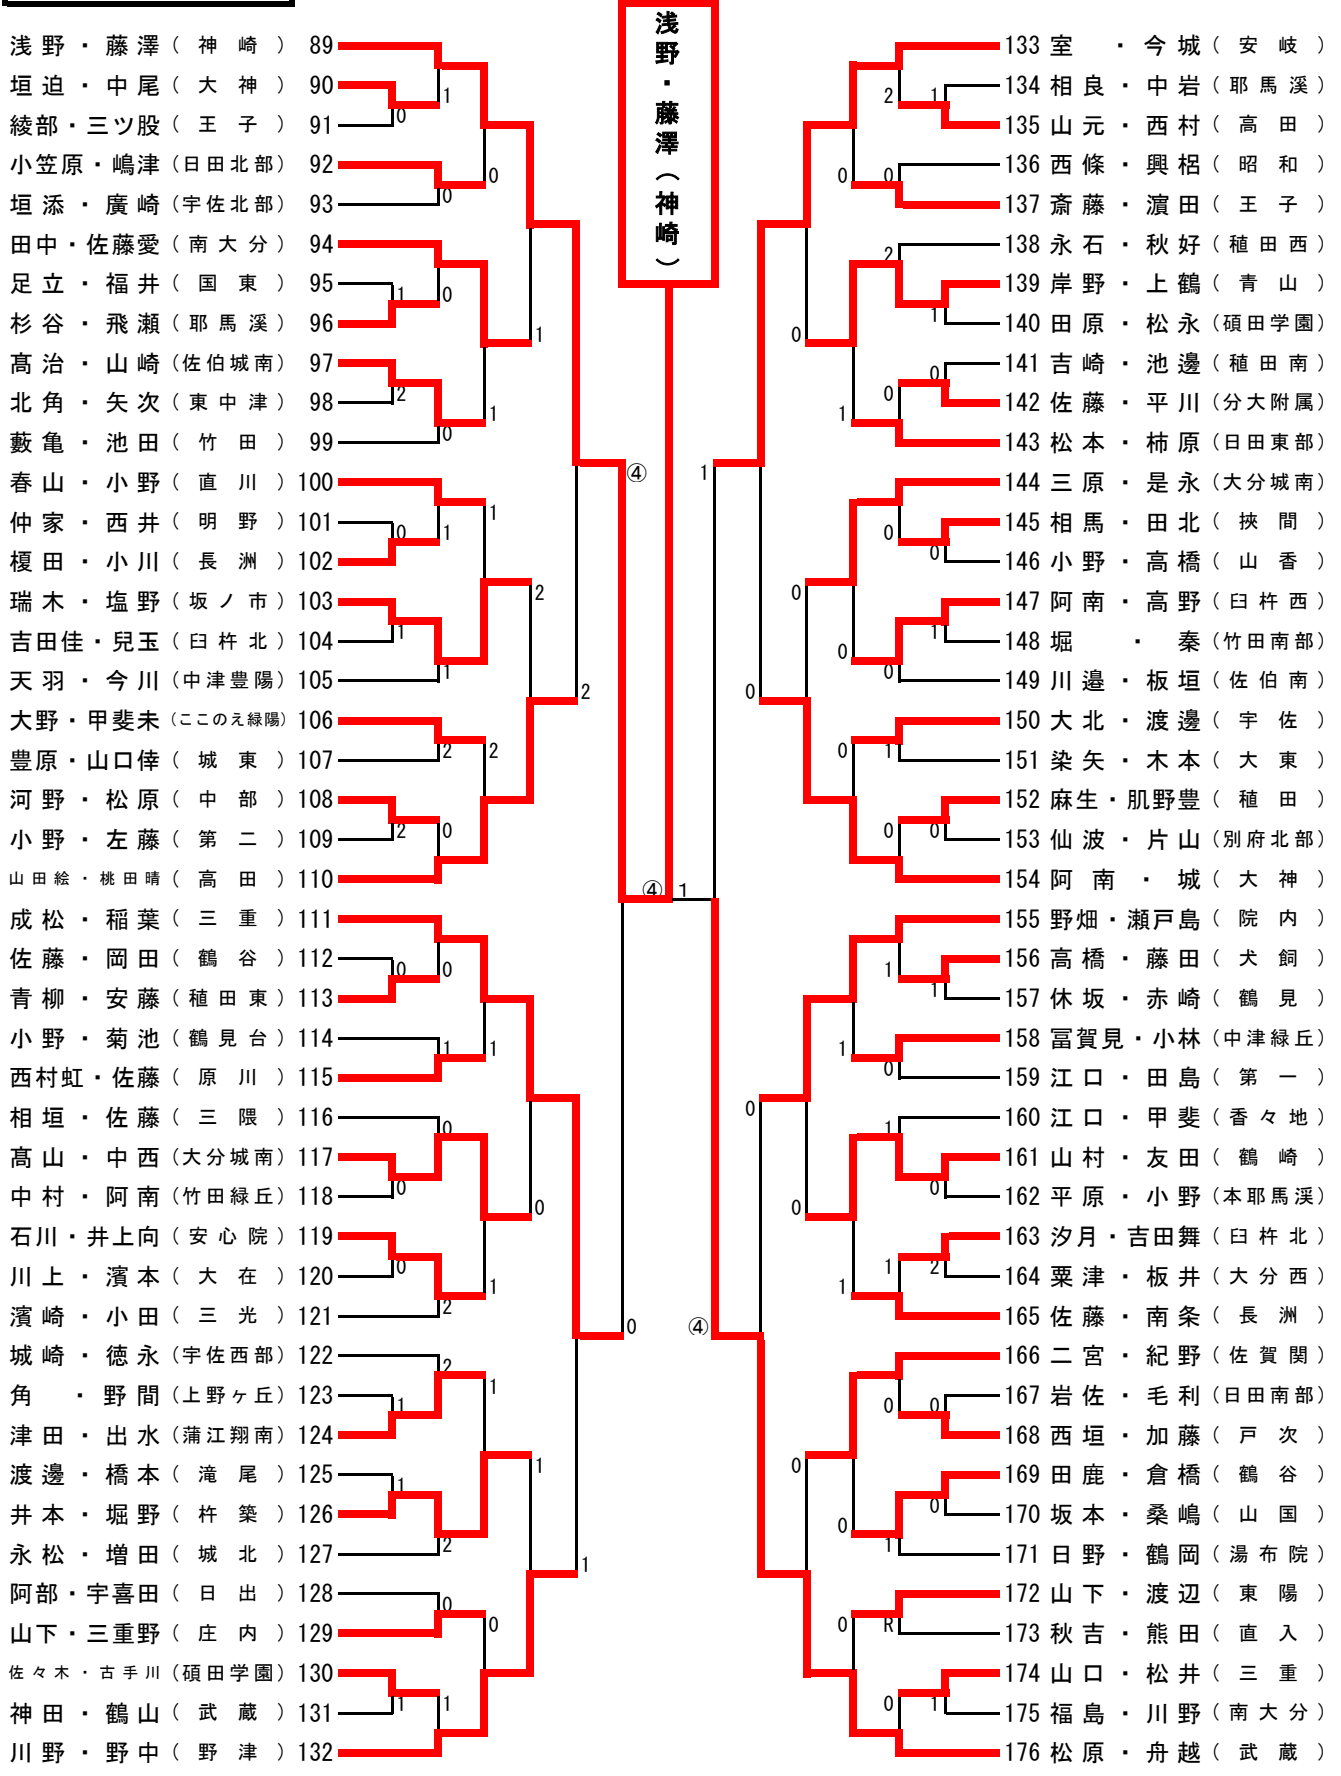 浅野・藤澤（神崎）
浅野・藤澤（神崎）89
垣迫・中尾（大神）90
綾部・三ツ股（王子）91
小笠原・嶋津（日田北部）92
垣添・廣崎（宇佐北部）93
田中・佐藤愛（南大分）94
足立・福井（国東）95
杉谷・飛瀬（耶馬溪）96
髙治・山崎（佐伯城南）97
北角・矢次（東中津）98
藪亀・池田（竹田）99
春山・小野（直川）100
仲家・西井（明野）101
榎田・小川（長洲）102
瑞木・塩野（坂ノ市）103
吉田佳・兒玉（臼杵北）104
天羽・今川（中津豊陽）105
大野・甲斐未（ここのえ緑陽）106
豊原・山口倖（城東）107
河野・松原（中部）108
小野・左藤（第二）109
山田絵・桃田晴（高田）110
成松・稲葉（三重）111
佐藤・岡田（鶴谷）112
青柳・安藤（稙田東）113
小野・菊池（鶴見台）114
西村虹・佐藤（原川）115
相垣・佐藤（三隈）116
髙山・中西（大分城南）117
中村・阿南（竹田緑丘）118
石川・井上向（安心院）119
川上・濱本（大在）120
濱崎・小田（三光）121
城崎・徳永（宇佐西部）122
角・野間（上野ヶ丘）123
津田・出水（蒲江翔南）124
渡邊・橋本（滝尾）125
井本・堀野（杵築）126
永松・増田（城北）127
阿部・宇喜田（日出）128
山下・三重野（庄内）129
佐々木・古手川（碩田学園）130
神田・鶴山（武蔵）131
川野・野中（野津）132
133 室・今城（安岐）
134 相良・中岩（耶馬溪）
135 山元・西村（高田）
136 西條・興梠（昭和）
137 斎藤・濵田（王子）
138 永石・秋好（稙田西）
139 岸野・上鶴（青山）
140 田原・松永（碩田学園）
141 吉崎・池邊（稙田南）
142 佐藤・平川（分大附属）
143 松本・柿原（日田東部）
144 三原・是永（大分城南）
145 相馬・田北（挾間）
146 小野・高橋（山香）
147 阿南・高野（臼杵西）
148 堀・秦（竹田南部）
149 川邉・板垣（佐伯南）
150 大北・渡邊（宇佐）
151 染矢・木本（大東）
152 麻生・肌野豊（稙田）
153 仙波・片山（別府北部）
154 阿南・城（大神）
155 野畑・瀬戸島（院内）
156 高橋・藤田（犬飼）
157 休坂・赤崎（鶴見）
158 冨賀見・小林（中津緑丘）
159 江口・田島（第一）
160 江口・甲斐（香々地）
161 山村・友田（鶴崎）
162 平原・小野（本耶馬溪）
163 汐月・吉田舞（臼杵北）
164 粟津・板井（大分西）
165 佐藤・南条（長洲）
166 二宮・紀野（佐賀関）
167 岩佐・毛利（日田南部）
168 西垣・加藤（戸次）
169 田鹿・倉橋（鶴谷）
170 坂本・桑嶋（山国）
171 日野・鶴岡（湯布院）
172 山下・渡辺（東陽）
173 秋吉・熊田（直入）
174 山口・松井（三重）
175 福島・川野（南大分）
176 松原・舟越（武蔵）